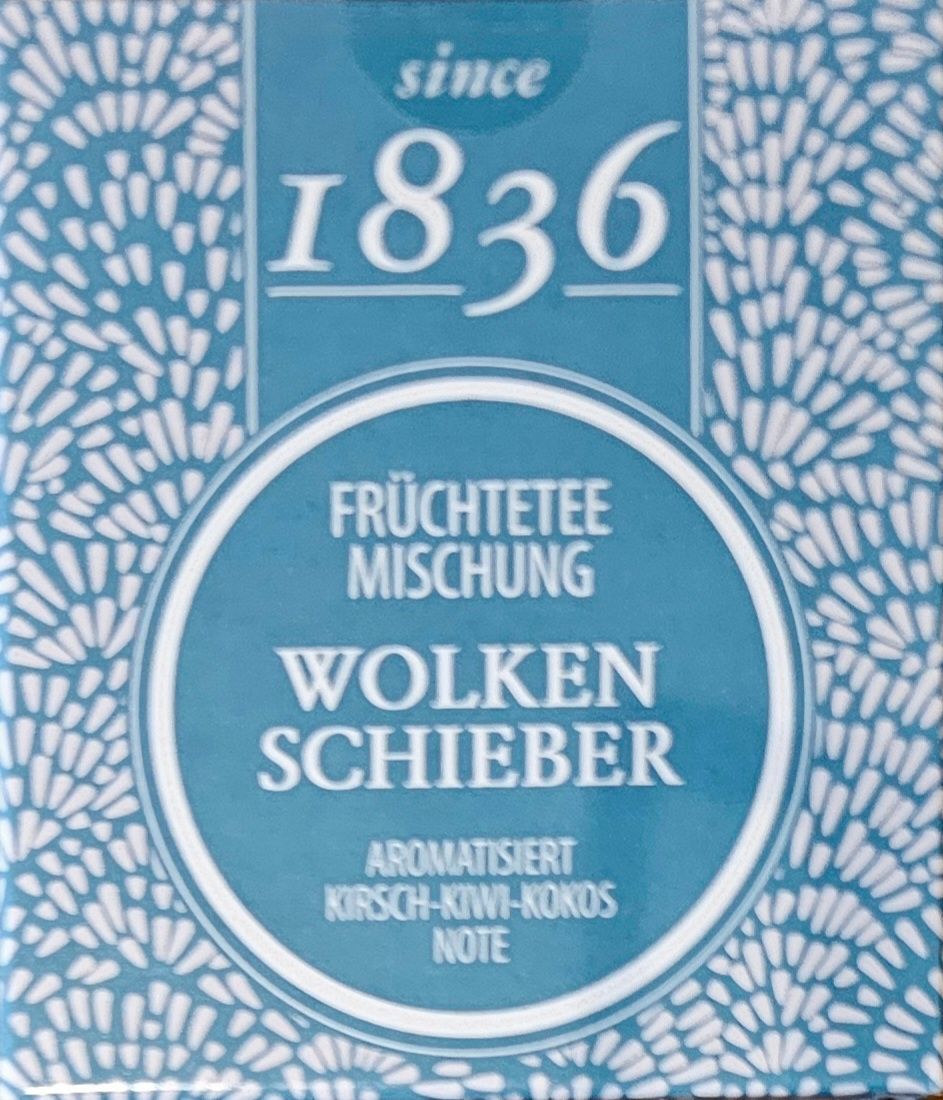 since
1836
FRÜCHTETEE
MISCHUNG
WOLKEN
SCHIEBER
AROMATISIERT
KIRSCH-KIWI-KOKOS
NOTE